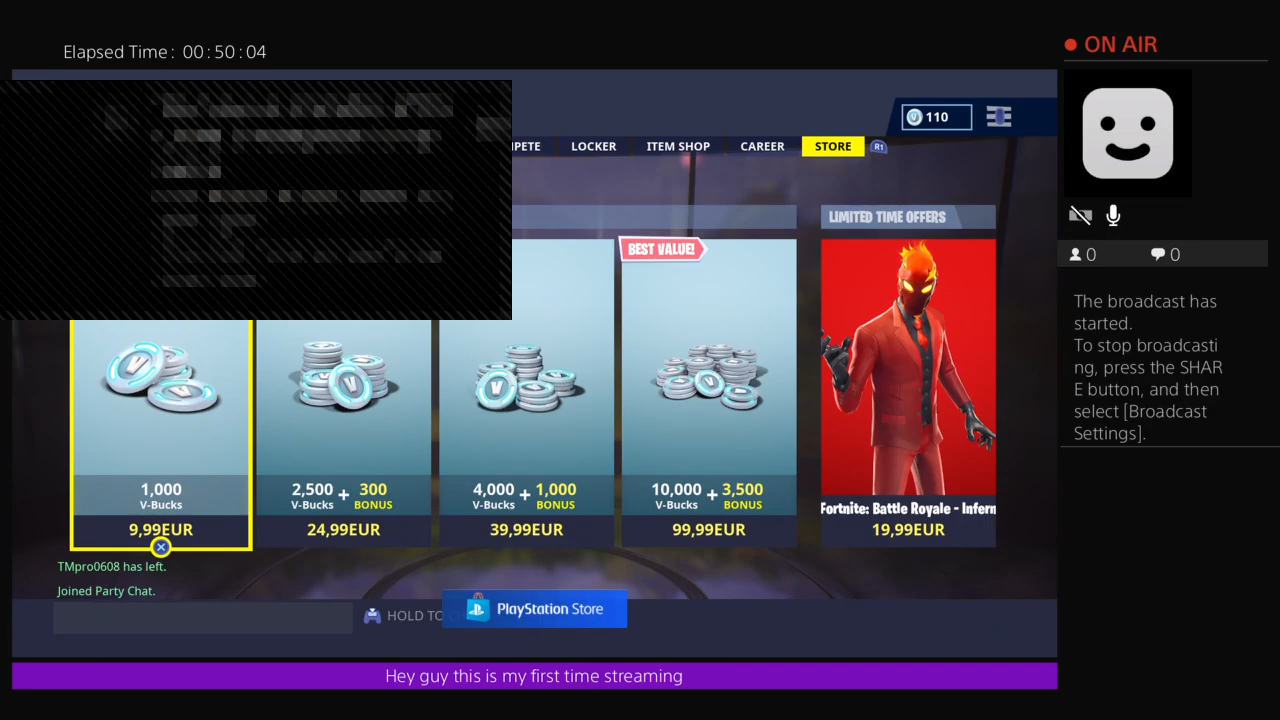 Elapsed Time: 00:50:04
ON AIR
110
LOCKER
ITEM SHOP
CAREER
STORE
R1
LIMITED TIME OFFERS
BEST VALUE!
0
0
The broadcast has
started.
To stop broadcasti
ng, press the SHAR
E button, and then
select [Broadcast
Settings].
1,000
V-Bucks
9,99EUR
2,500 + 300
V-Bucks BONUS
24,99EUR
4,000 + 1,000
V-Bucks BONUS
39,99EUR
10,000 + 3,500
V-Bucks BONUS
99,99EUR
Fortnite: Battle Royale - Infern
19,99EUR
TMpro0608 has left.
Joined Party Chat.
HOLD TO
PlayStation Store
Hey guy this is my first time streaming